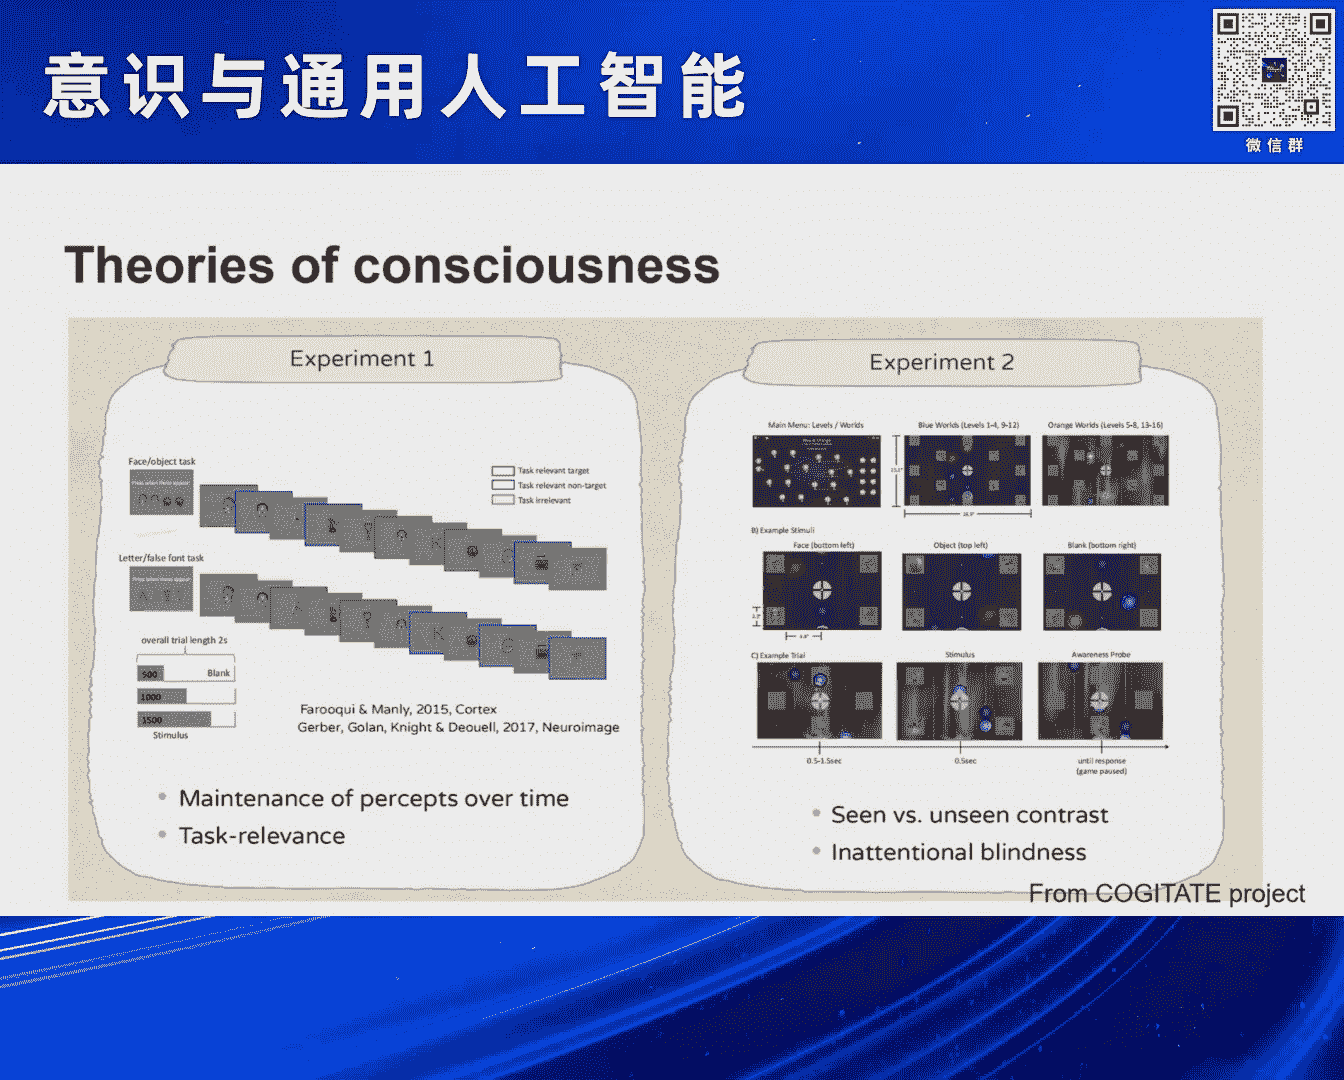 意识与通用人工智能
微信群
Theories of consciousness
Experiment 1
Face/object task
Task relevant target
Task relevant non-target
Task irrelevant
Letter/false font task
overall trial length 2s
500
Blank
1000
1500
Stimulus
Farooqui & Manly, 2015, Cortex
Gerber, Golan, Knight & Deouell, 2017, Neuroimage
Maintenance of percepts over time
Task-relevance
Experiment 2
Main Menu: Levels / Worlds
Blue Worlds (Levels 1-4, 9-12)
Orange Worlds (Levels 5-8, 13-16)
B) Example Stimuli
Face (bottom left)
Object (top left)
Blank (bottom right)
C) Example Trial
Stimulus
Awareness Probe
0.5-1.5sec
0.5sec
until response
(game paused)
Seen vs. unseen contrast
Inattentional blindness
From COGITATE project